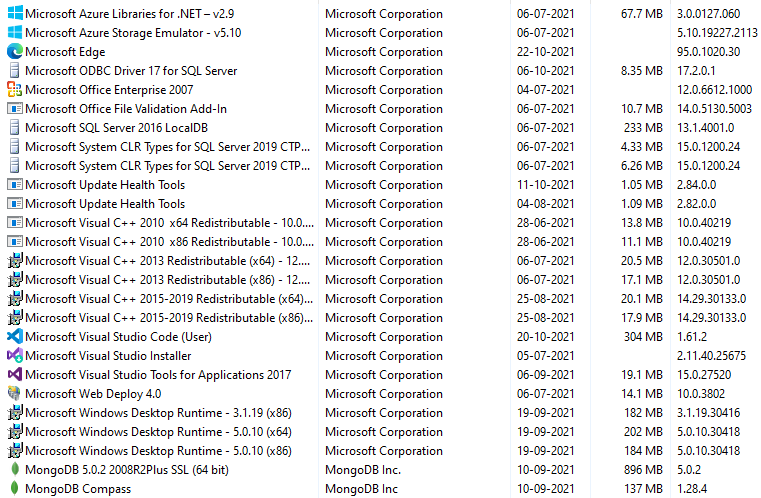 Microsoft Azure Libraries for .NET – v2.9 Microsoft Corporation 06-07-2021 67.7 MB 3.0.0127.060
Microsoft Azure Storage Emulator - v5.10 Microsoft Corporation 06-07-2021 5.10.19227.2113
Microsoft Edge Microsoft Corporation 22-10-2021 95.0.1020.30
Microsoft ODBC Driver 17 for SQL Server Microsoft Corporation 06-10-2021 8.35 MB 17.2.0.1
Microsoft Office Enterprise 2007 Microsoft Corporation 04-07-2021 12.0.6612.1000
Microsoft Office File Validation Add-In Microsoft Corporation 06-07-2021 10.7 MB 14.0.5130.5003
Microsoft SQL Server 2016 LocalDB Microsoft Corporation 06-07-2021 233 MB 13.1.4001.0
Microsoft System CLR Types for SQL Server 2019 CTP... Microsoft Corporation 06-07-2021 4.33 MB 15.0.1200.24
Microsoft System CLR Types for SQL Server 2019 CTP... Microsoft Corporation 06-07-2021 6.26 MB 15.0.1200.24
Microsoft Update Health Tools Microsoft Corporation 11-10-2021 1.05 MB 2.84.0.0
Microsoft Update Health Tools Microsoft Corporation 04-08-2021 1.09 MB 2.82.0.0
Microsoft Visual C++ 2010  x64 Redistributable - 10.0.... Microsoft Corporation 28-06-2021 13.8 MB 10.0.40219
Microsoft Visual C++ 2010  x86 Redistributable - 10.0.... Microsoft Corporation 28-06-2021 11.1 MB 10.0.40219
Microsoft Visual C++ 2013 Redistributable (x64) - 12.... Microsoft Corporation 06-07-2021 20.5 MB 12.0.30501.0
Microsoft Visual C++ 2013 Redistributable (x86) - 12.... Microsoft Corporation 06-07-2021 17.1 MB 12.0.30501.0
Microsoft Visual C++ 2015-2019 Redistributable (x64)... Microsoft Corporation 25-08-2021 20.1 MB 14.29.30133.0
Microsoft Visual C++ 2015-2019 Redistributable (x86)... Microsoft Corporation 25-08-2021 17.9 MB 14.29.30133.0
Microsoft Visual Studio Code (User) Microsoft Corporation 20-10-2021 304 MB 1.61.2
Microsoft Visual Studio Installer Microsoft Corporation 05-07-2021 2.11.40.25675
Microsoft Visual Studio Tools for Applications 2017 Microsoft Corporation 06-09-2021 19.1 MB 15.0.27520
Microsoft Web Deploy 4.0 Microsoft Corporation 06-07-2021 14.1 MB 10.0.3802
Microsoft Windows Desktop Runtime - 3.1.19 (x86) Microsoft Corporation 19-09-2021 182 MB 3.1.19.30416
Microsoft Windows Desktop Runtime - 5.0.10 (x64) Microsoft Corporation 19-09-2021 202 MB 5.0.10.30418
Microsoft Windows Desktop Runtime - 5.0.10 (x86) Microsoft Corporation 19-09-2021 184 MB 5.0.10.30418
MongoDB 5.0.2 2008R2Plus SSL (64 bit) MongoDB Inc. 10-09-2021 896 MB 5.0.2
MongoDB Compass MongoDB Inc 10-09-2021 137 MB 1.28.4